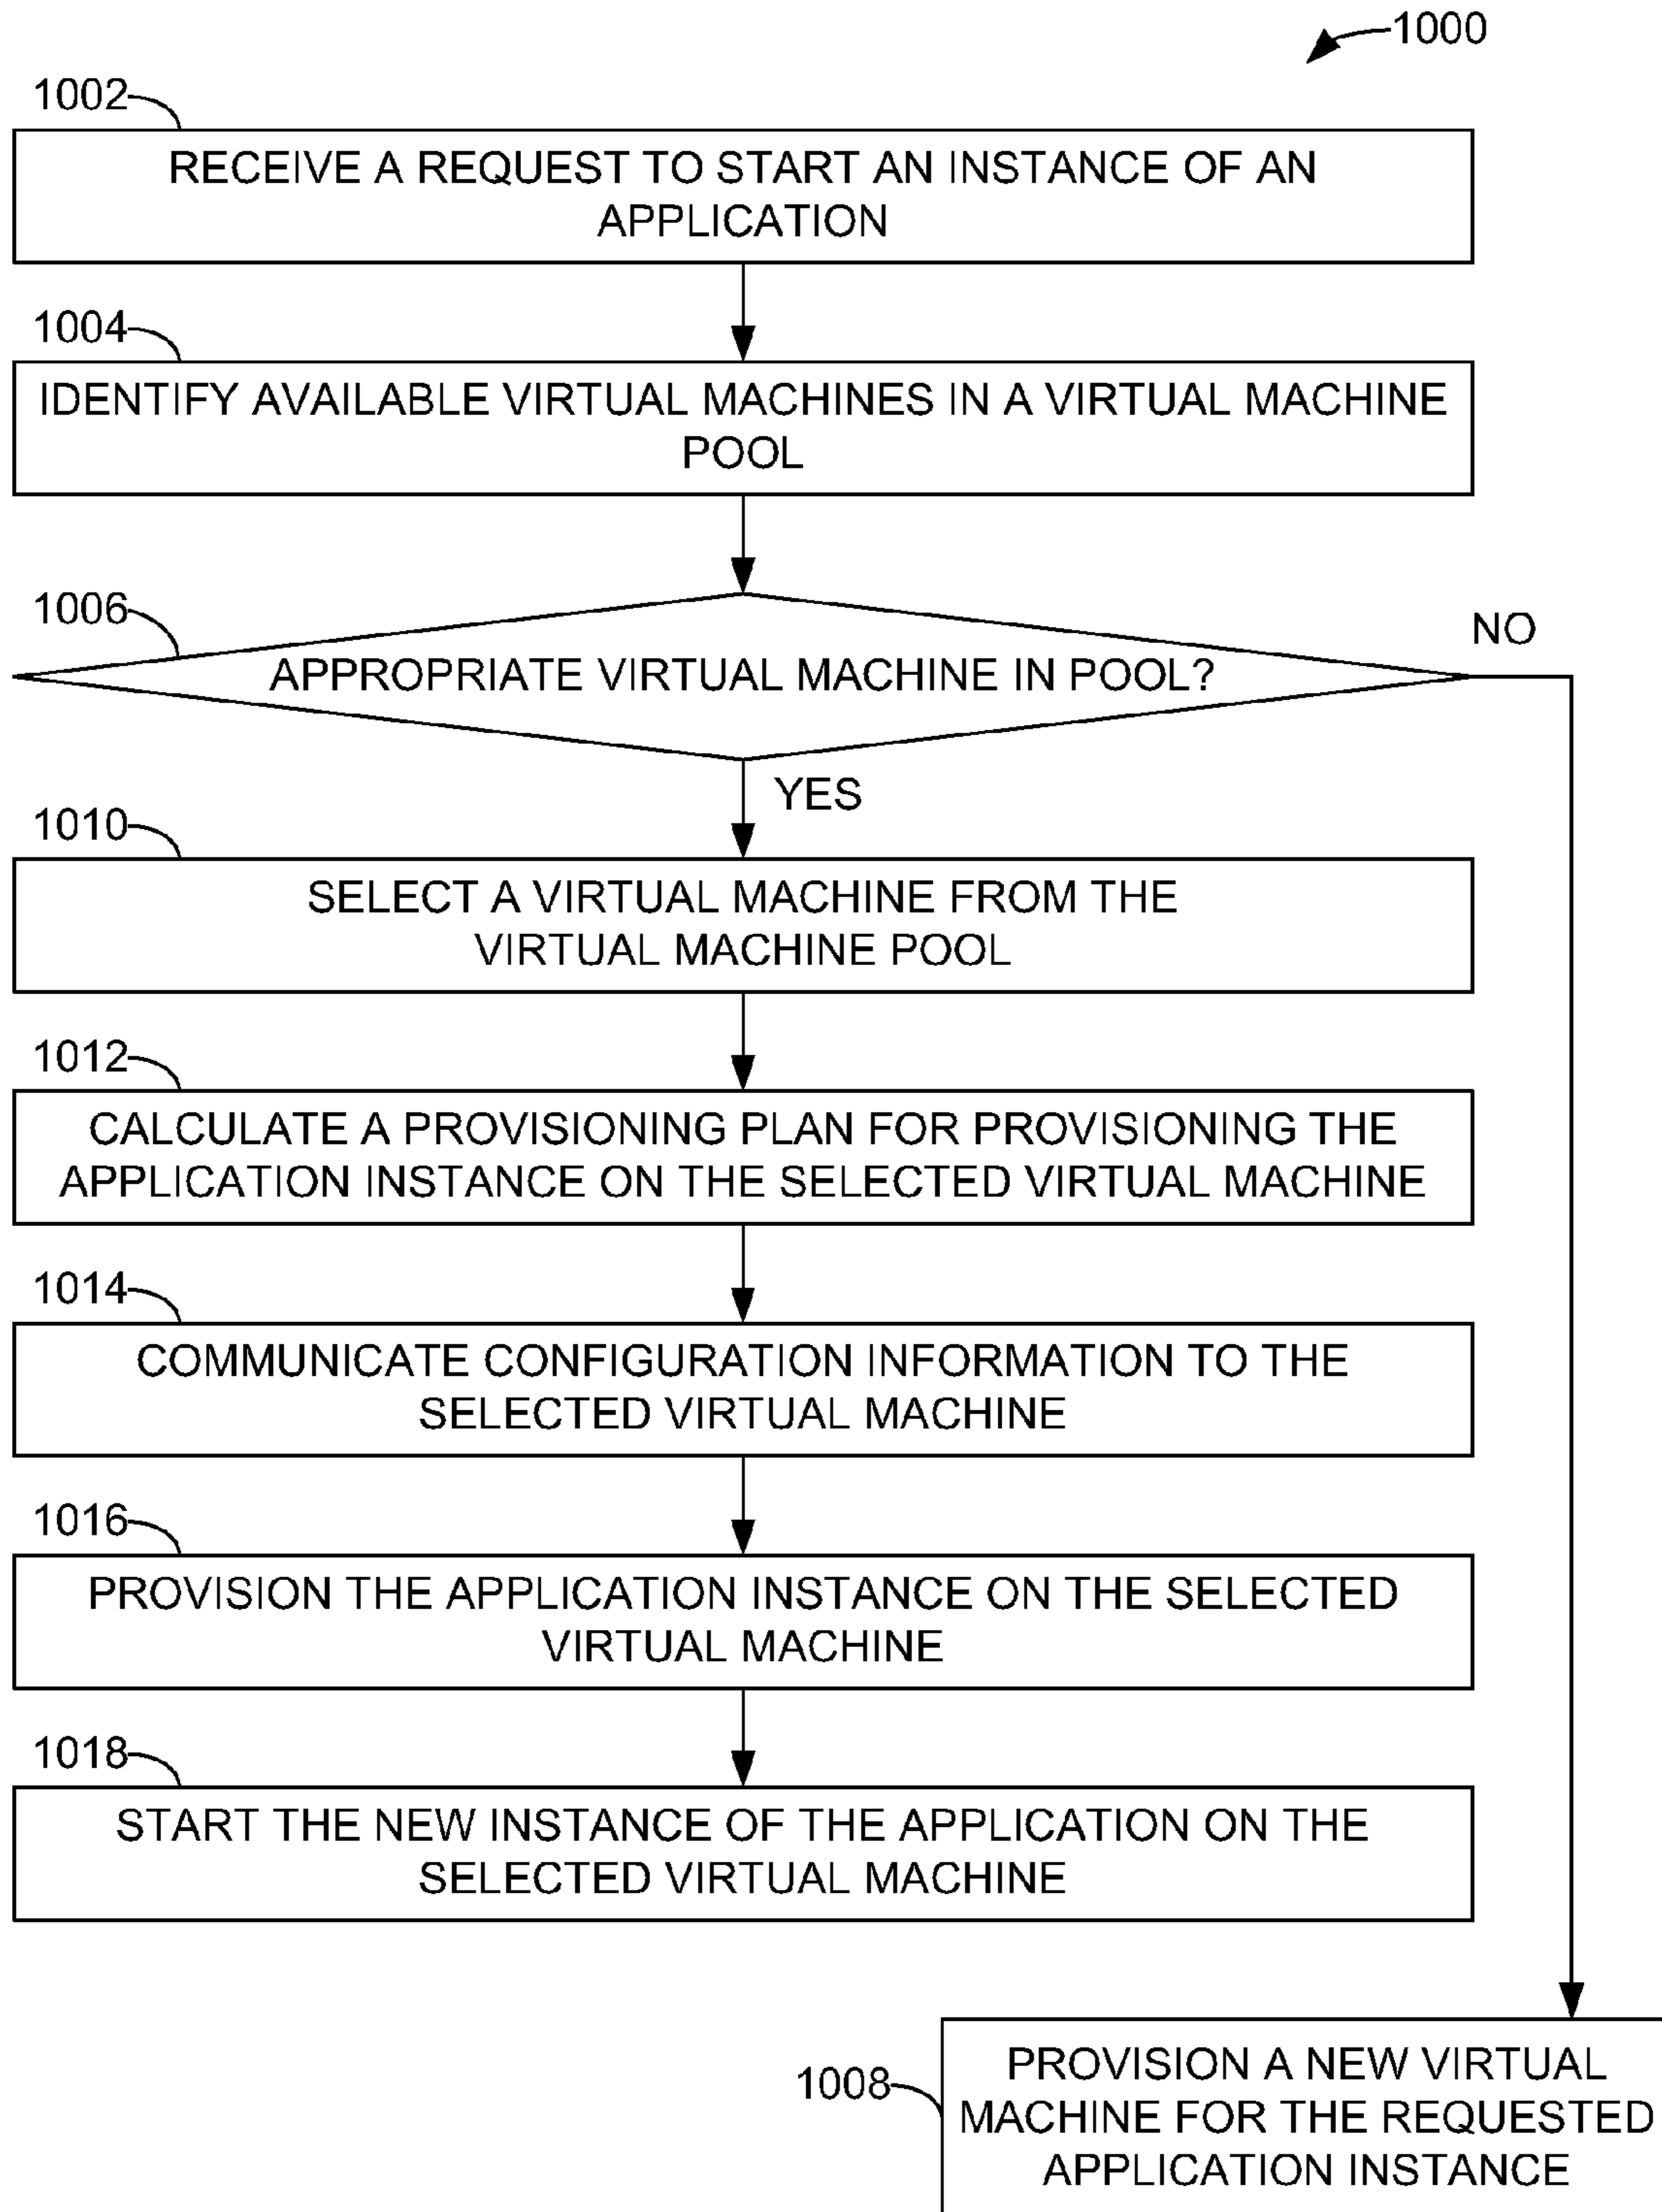 1000
1002
RECEIVE A REQUEST TO START AN INSTANCE OF AN
APPLICATION
1004
IDENTIFY AVAILABLE VIRTUAL MACHINES IN A VIRTUAL MACHINE
POOL
1006
NO
APPROPRIATE VIRTUAL MACHINE IN POOL?
YES
1010
SELECT A VIRTUAL MACHINE FROM THE
VIRTUAL MACHINE POOL
1012
CALCULATE A PROVISIONING PLAN FOR PROVISIONING THE
APPLICATION INSTANCE ON THE SELECTED VIRTUAL MACHINE
1014
COMMUNICATE CONFIGURATION INFORMATION TO THE
SELECTED VIRTUAL MACHINE
1016
PROVISION THE APPLICATION INSTANCE ON THE SELECTED
VIRTUAL MACHINE
1018
START THE NEW INSTANCE OF THE APPLICATION ON THE
SELECTED VIRTUAL MACHINE
1008
PROVISION A NEW VIRTUAL
MACHINE FOR THE REQUESTED
APPLICATION INSTANCE